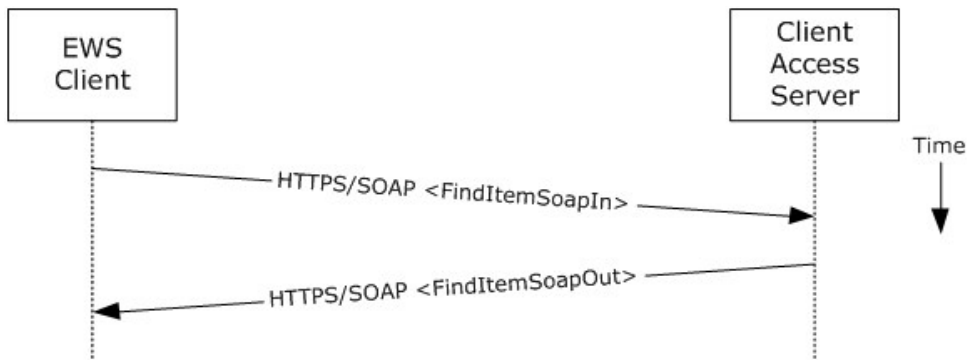 EWS
Client
Client
Access
Server
Time
HTTPS/SOAP <FindItemSoapIn>
HTTPS/SOAP <FindItemSoapOut>